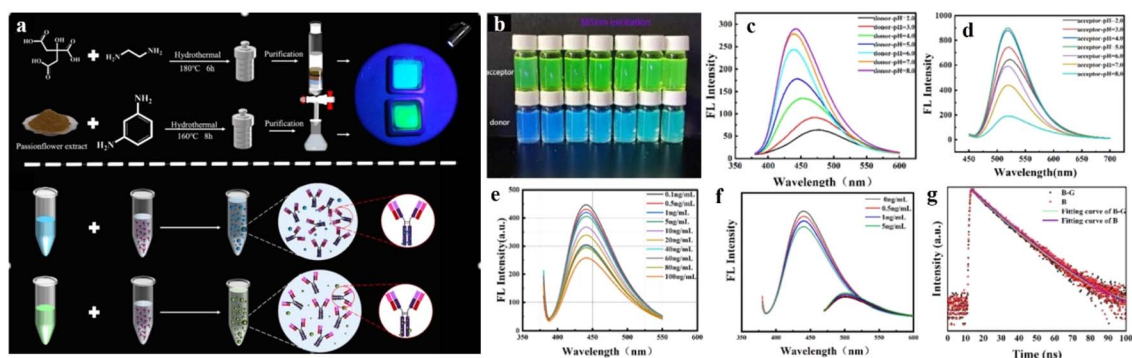 a
Hydrothermal
180℃ 6h
Purification
Passionflower extract
Hydrothermal
160℃ 8h
Purification
b
acceptor
donor
c
FL Intensity
donor-pH=2.0
donor-pH=3.0
donor-pH=4.0
donor-pH=5.0
donor-pH=6.0
donor-pH=7.0
donor-pH=8.0
Wavelength (nm)
d
FL Intensity
acceptor-pH=2.0
acceptor-pH=3.0
acceptor-pH=4.0
acceptor-pH=5.0
acceptor-pH=6.0
acceptor-pH=7.0
acceptor-pH=8.0
Wavelength(nm)
e
FL Intensity(a.u.)
0.1ng/mL
0.5ng/mL
1ng/mL
5ng/mL
10ng/mL
20ng/mL
40ng/mL
60ng/mL
80ng/mL
100ng/mL
Wavelength (nm)
f
FL Intensity(a.u.)
0ng/mL
0.5ng/mL
1ng/mL
5ng/mL
Wavelength (nm)
g
Intensity (a.u.)
B-G
B
Fitting curve of B-G
Fitting curve of B
Time (ns)